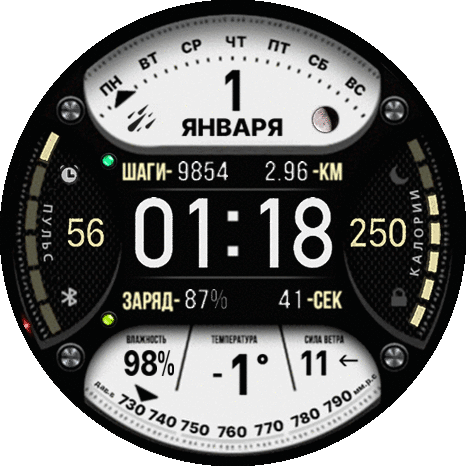 ПН ВТ СР ЧТ ПТ СБ ВС
1
ЯНВАРЯ
ШАГИ- 9854 2.96 -КМ
ПУЛЬС 56
01:18
250 КАЛОРИИ
ЗАРЯД- 87% 41 -СЕК
ВЛАЖНОСТЬ ТЕМПЕРАТУРА СИЛА ВЕТРА
98% -1° 11 ←
дав.в 730 740 750 760 770 780 790 мм.р.с